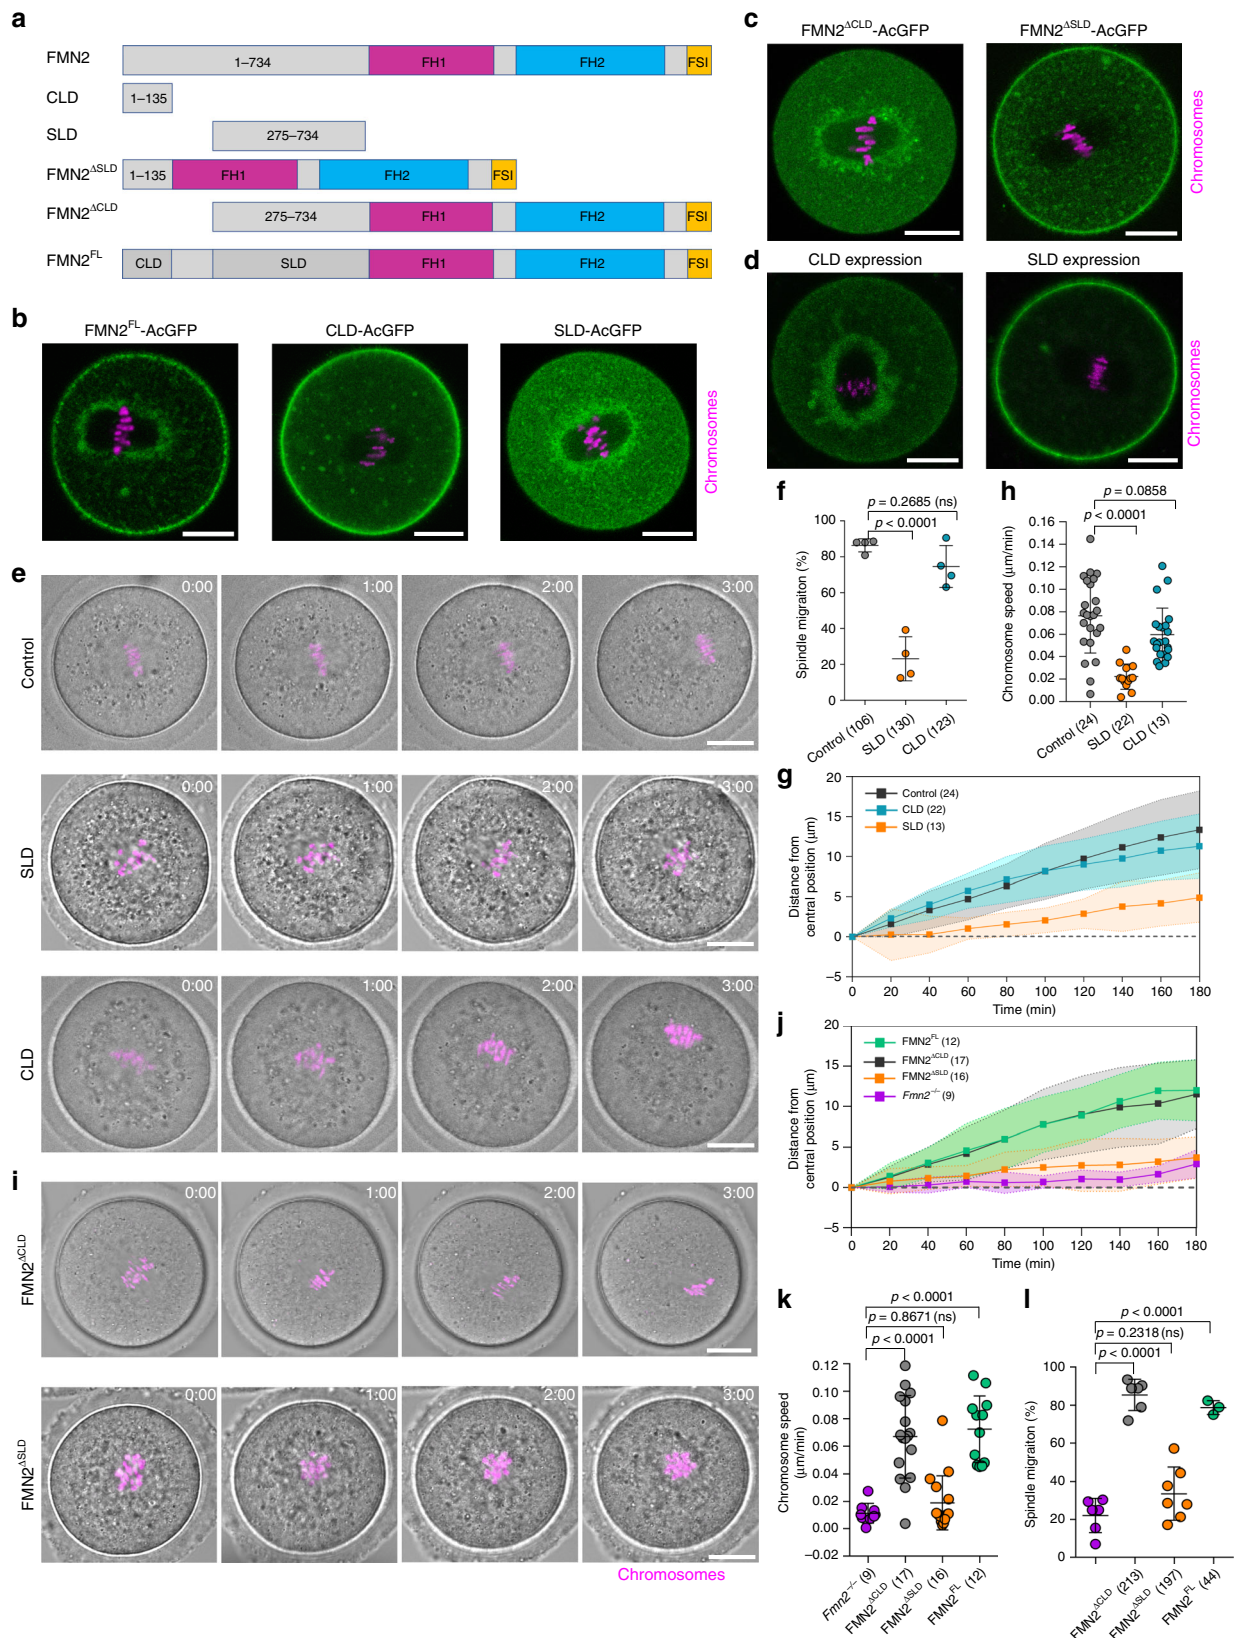 a
FMN2
1–734
FH1
FH2
FSI
CLD
1–135
SLD
275–734
FMN2ΔSLD
1–135
FH1
FH2
FSI
FMN2ΔCLD
275–734
FH1
FH2
FSI
FMN2FL
CLD
SLD
FH1
FH2
FSI
b
FMN2FL-AcGFP
CLD-AcGFP
SLD-AcGFP
Chromosomes
c
FMN2ΔCLD-AcGFP
FMN2ΔSLD-AcGFP
Chromosomes
d
CLD expression
SLD expression
Chromosomes
e
Control
0:00
1:00
2:00
3:00
SLD
0:00
1:00
2:00
3:00
CLD
0:00
1:00
2:00
3:00
f
p = 0.2685 (ns)
p < 0.0001
Spindle migraiton (%)
100
80
60
40
20
0
Control (106)
SLD (130)
CLD (123)
h
p = 0.0858
p < 0.0001
Chromosome speed (µm/min)
0.16
0.14
0.12
0.10
0.08
0.06
0.04
0.02
0.00
Control (24)
SLD (22)
CLD (13)
g
Distance from
central position (µm)
20
15
10
5
0
–5
Control (24)
CLD (22)
SLD (13)
0 20 40 60 80 100 120 140 160 180
Time (min)
i
FMN2ΔCLD
0:00
1:00
2:00
3:00
FMN2ΔSLD
0:00
1:00
2:00
3:00
Chromosomes
j
Distance from
central position (µm)
20
15
10
5
0
–5
FMN2FL (12)
FMN2ΔCLD (17)
FMN2ΔSLD (16)
Fmn2–/– (9)
0 20 40 60 80 100 120 140 160 180
Time (min)
k
p < 0.0001
p = 0.8671 (ns)
p < 0.0001
Chromosome speed
(µm/min)
0.12
0.10
0.08
0.06
0.04
0.02
0.00
–0.02
Fmn2–/– (9)
FMN2ΔCLD (17)
FMN2ΔSLD (16)
FMN2FL (12)
l
p < 0.0001
p = 0.2318 (ns)
p < 0.0001
Spindle migraiton (%)
100
80
60
40
20
0
FMN2ΔCLD (213)
FMN2ΔSLD (197)
FMN2FL (44)